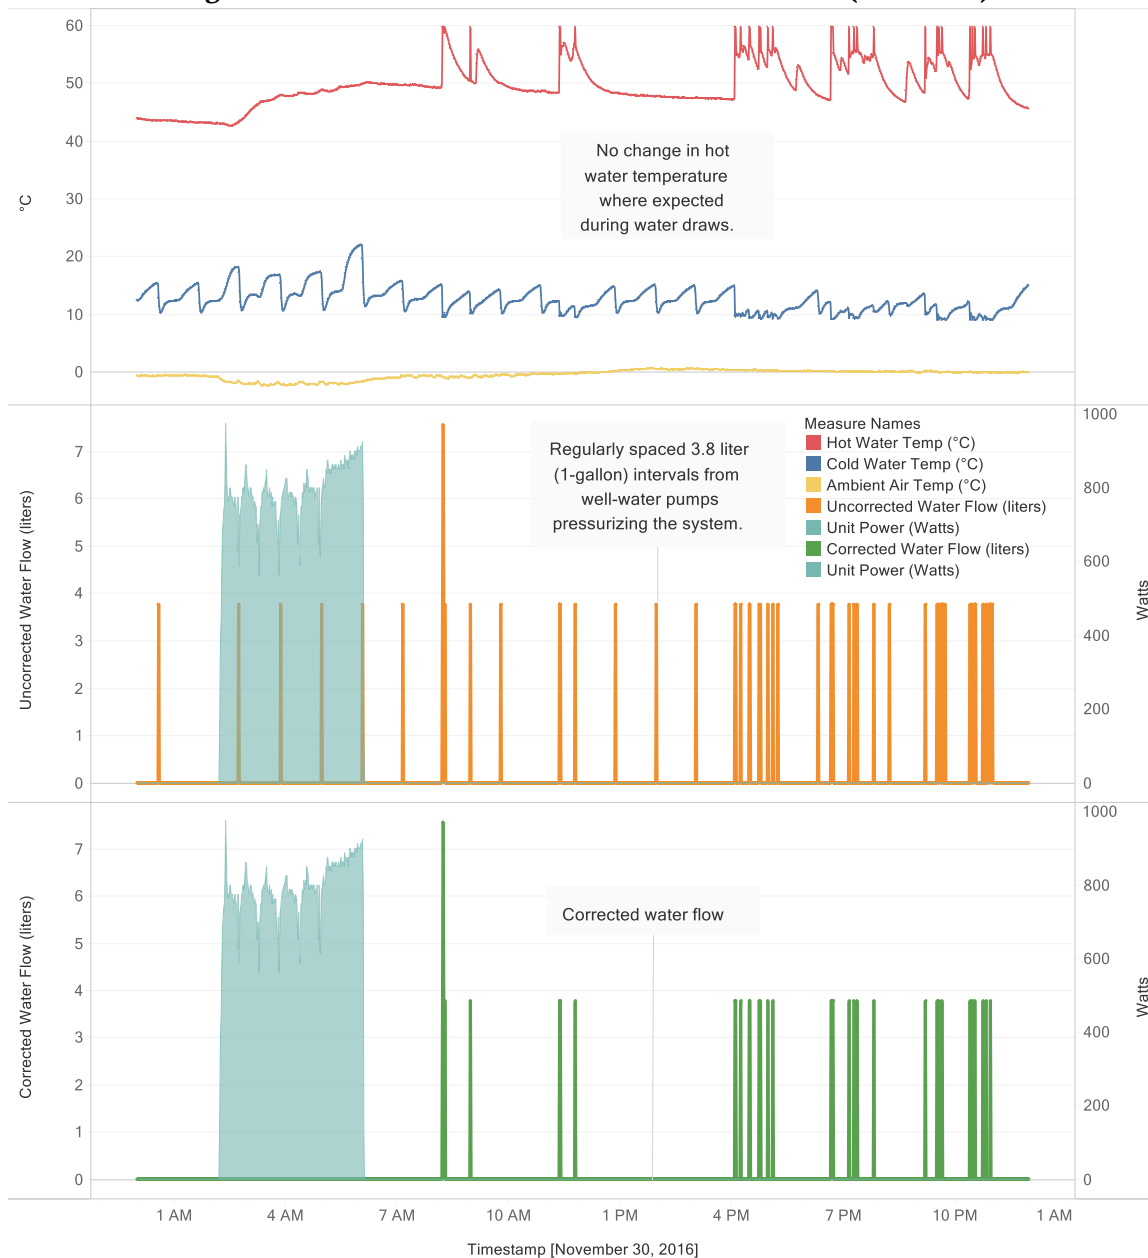 60
50
40
30
20
10
0
°C
No change in hot
water temperature
where expected
during water draws.
7
6
5
4
3
2
1
0
Uncorrected Water Flow (liters)
Regularly spaced 3.8 liter
(1-gallon) intervals from
well-water pumps
pressurizing the system.
Measure Names
Hot Water Temp (°C)
Cold Water Temp (°C)
Ambient Air Temp (°C)
Uncorrected Water Flow (liters)
Unit Power (Watts)
Corrected Water Flow (liters)
Unit Power (Watts)
1000
800
600
400
200
0
Watts
7
6
5
4
3
2
1
0
Corrected Water Flow (liters)
Corrected water flow
1000
800
600
400
200
0
Watts
1 AM 4 AM 7 AM 10 AM 1 PM 4 PM 7 PM 10 PM 1 AM
Timestamp [November 30, 2016]